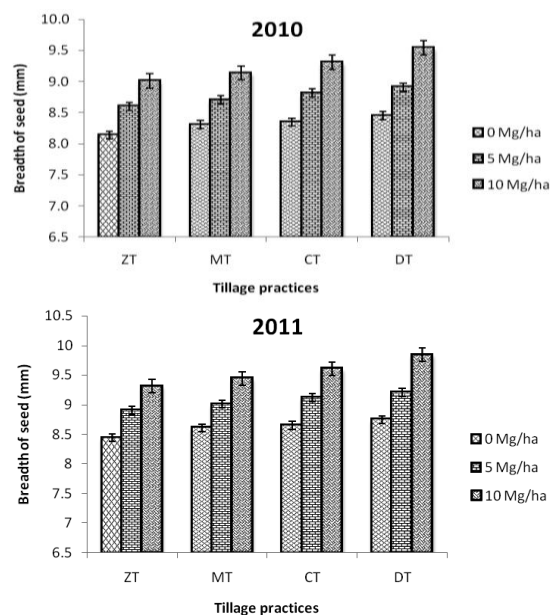 2010
Breadth of seed (mm)
10.0
9.5
9.0
8.5
8.0
7.5
7.0
6.5
ZT MT CT DT
Tillage practices
0 Mg/ha
5 Mg/ha
10 Mg/ha
2011
Breadth of seed (mm)
10.5
10
9.5
9
8.5
8
7.5
7
6.5
ZT MT CT DT
Tillage practices
0 Mg/ha
5 Mg/ha
10 Mg/ha